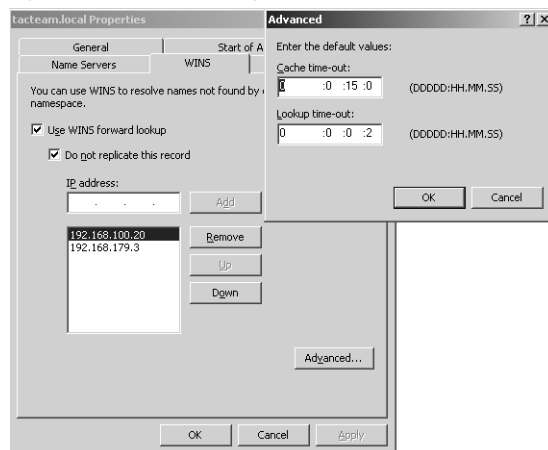 tacteam.local Properties
General
Start of A
Name Servers
WINS
You can use WINS to resolve names not found by
namespace.
Use WINS forward lookup
Do not replicate this record
IP address:
. . .
Add
192.168.100.20
192.168.179.3
Remove
Up
Down
Advanced...
OK
Cancel
Apply
Advanced
Enter the default values:
Cache time-out:
0 :0 :15 :0 (DDDDD:HH.MM.SS)
Lookup time-out:
0 :0 :0 :2 (DDDDD:HH.MM.SS)
OK
Cancel